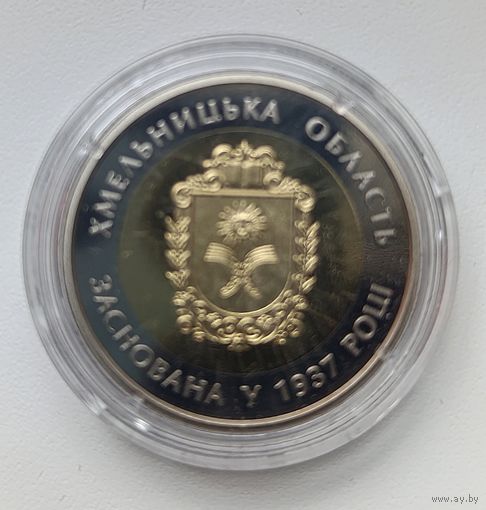 ХМЕЛЬНИЦЬКА ОБЛАСТЬ
ЗАСНОВАНА У 1937 РОЦІ
www.ay.by